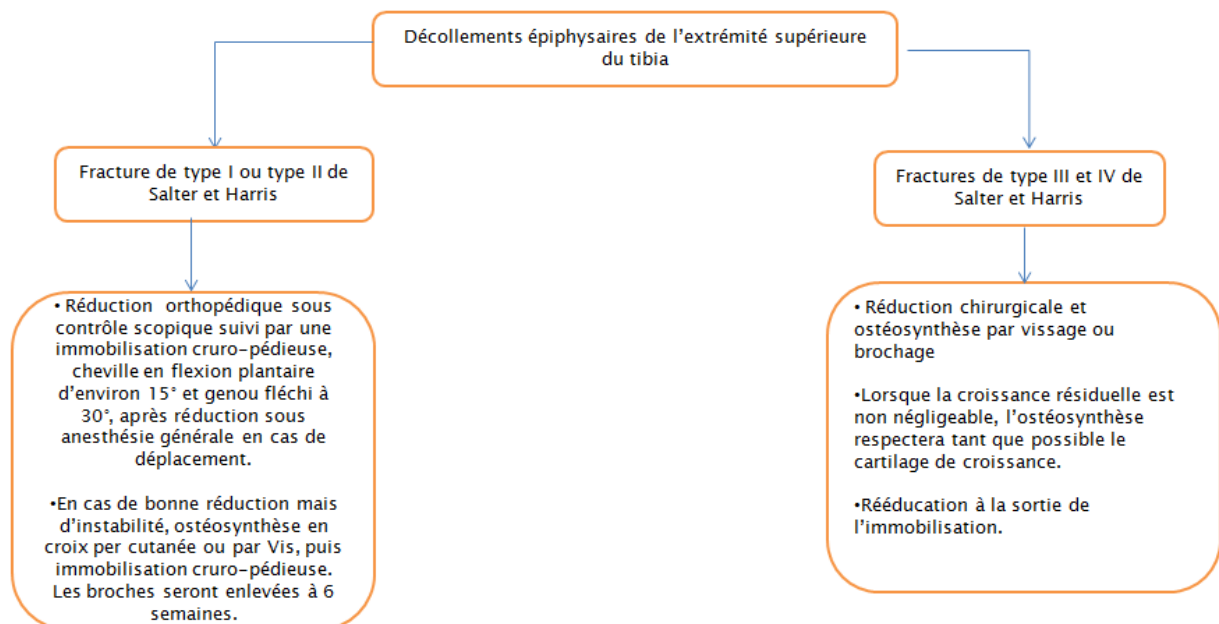 Décollements épiphysaires de l'extrémité supérieure
du tibia
Fracture de type I ou type II de
Salter et Harris
Fractures de type III et IV de
Salter et Harris
• Réduction orthopédique sous
contrôle scopique suivi par une
immobilisation cruro-pédieuse,
cheville en flexion plantaire
d'environ 15° et genou fléchi à
30°, après réduction sous
anesthésie générale en cas de
déplacement.
•En cas de bonne réduction mais
d'instabilité, ostéosynthèse en
croix per cutanée ou par Vis, puis
immobilisation cruro-pédieuse.
Les broches seront enlevées à 6
semaines.
• Réduction chirurgicale et
ostéosynthèse par vissage ou
brochage
•Lorsque la croissance résiduelle est
non négligeable, l'ostéosynthèse
respectera tant que possible le
cartilage de croissance.
•Rééducation à la sortie de
l'immobilisation.